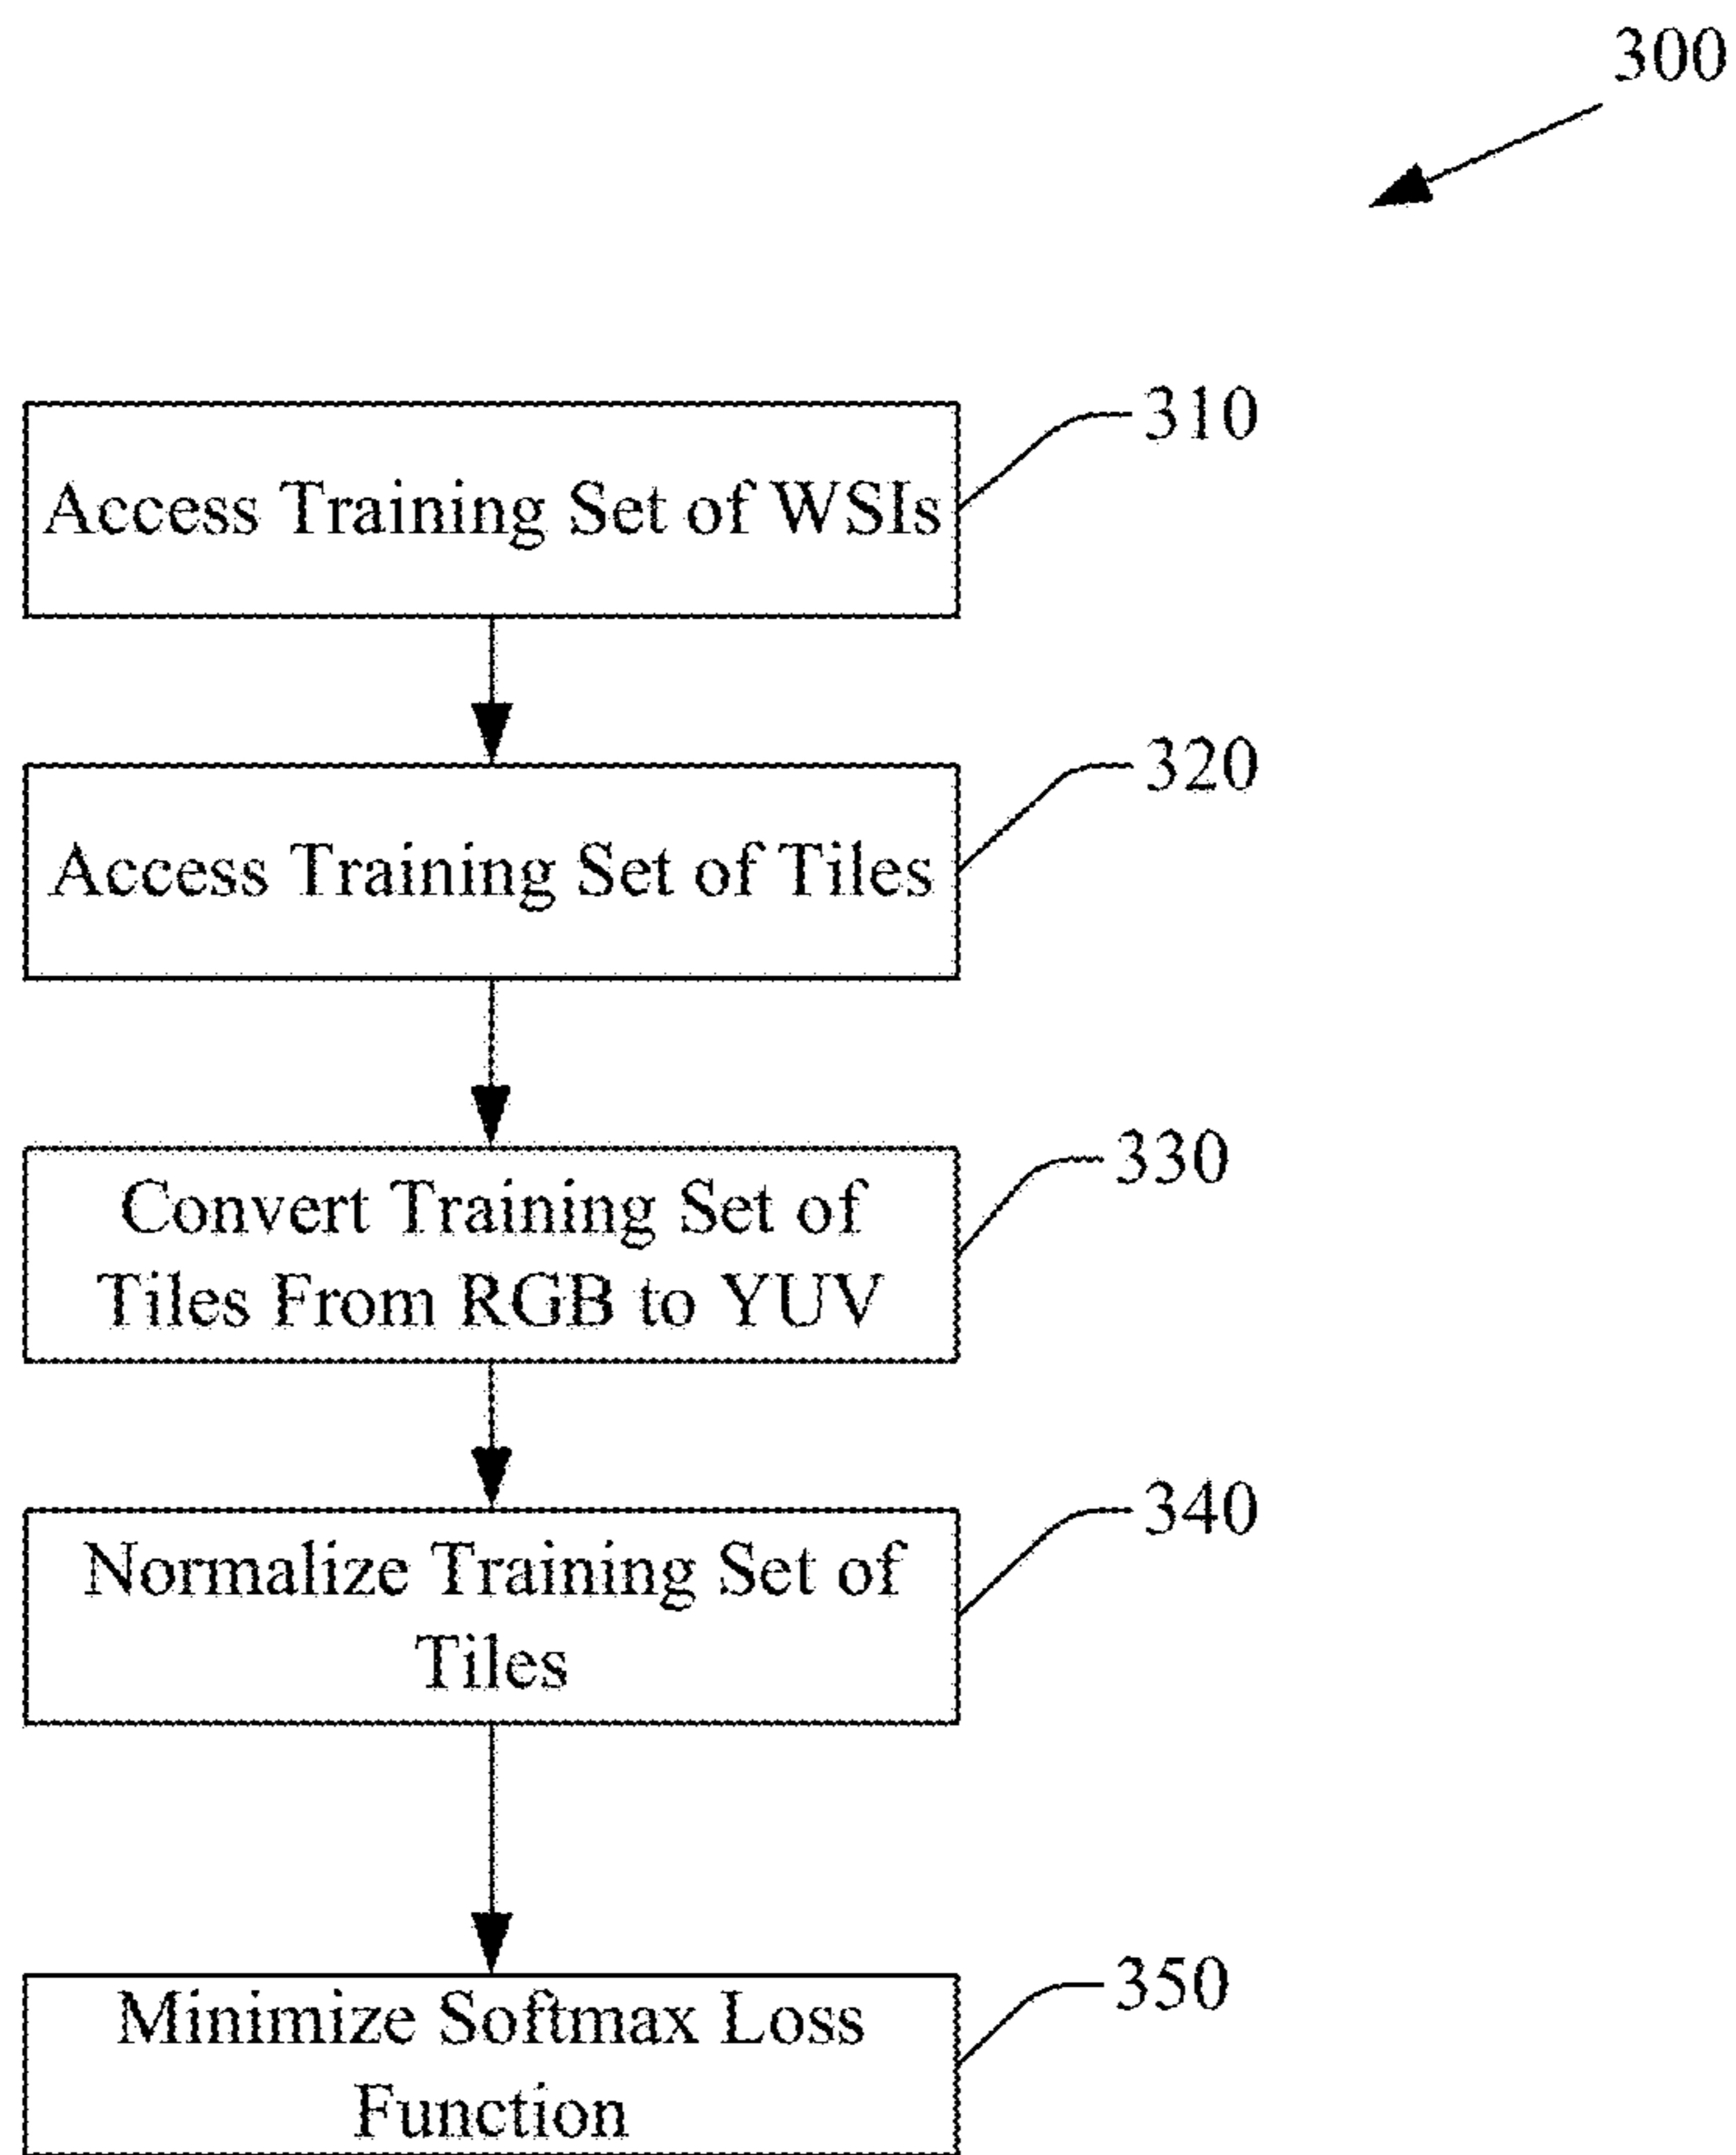 300
Access Training Set of WSIs
310
Access Training Set of Tiles
320
Convert Training Set of
Tiles From RGB to YUV
330
Normalize Training Set of
Tiles
340
Minimize Softmax Loss
Function
350